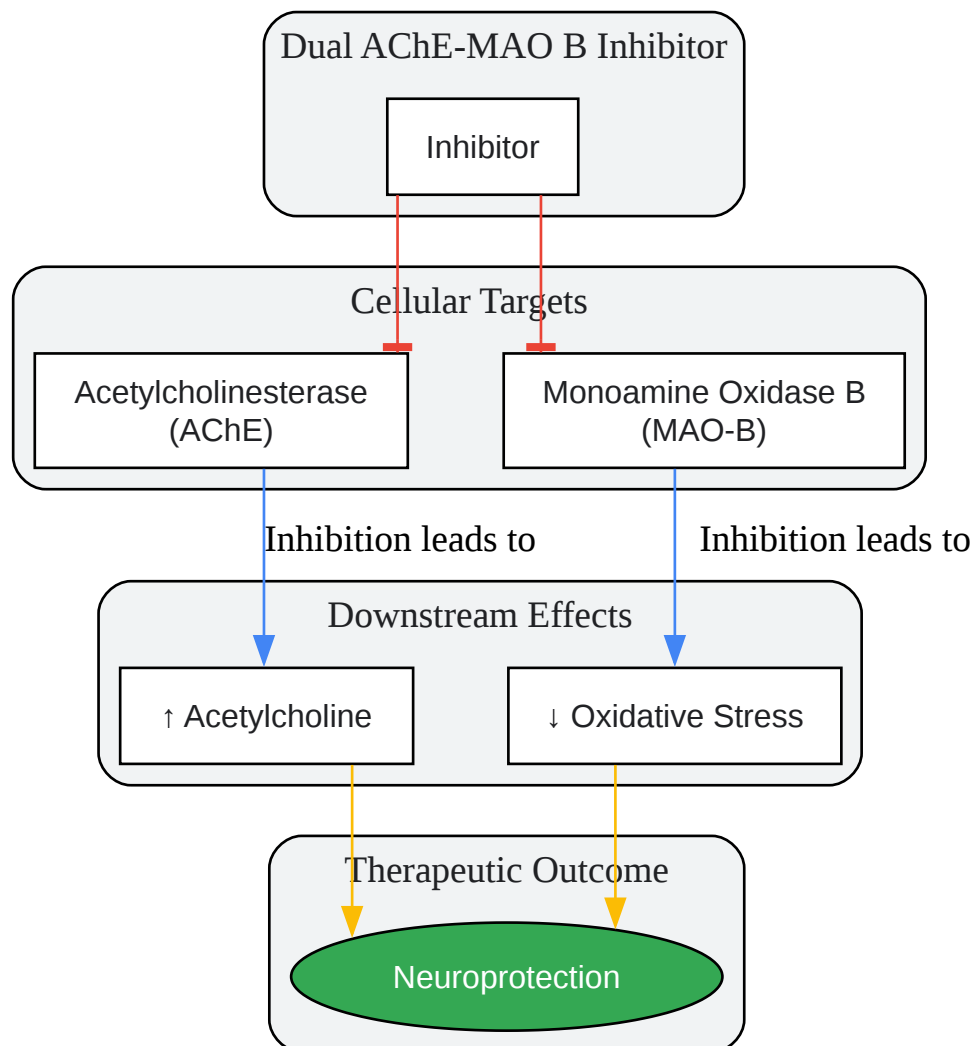 Dual AChE-MAO B Inhibitor
Inhibitor
Cellular Targets
Acetylcholinesterase
(AChE)
Monoamine Oxidase B
(MAO-B)
Inhibition leads to
Inhibition leads to
Downstream Effects
↑ Acetylcholine
↓ Oxidative Stress
Therapeutic Outcome
Neuroprotection